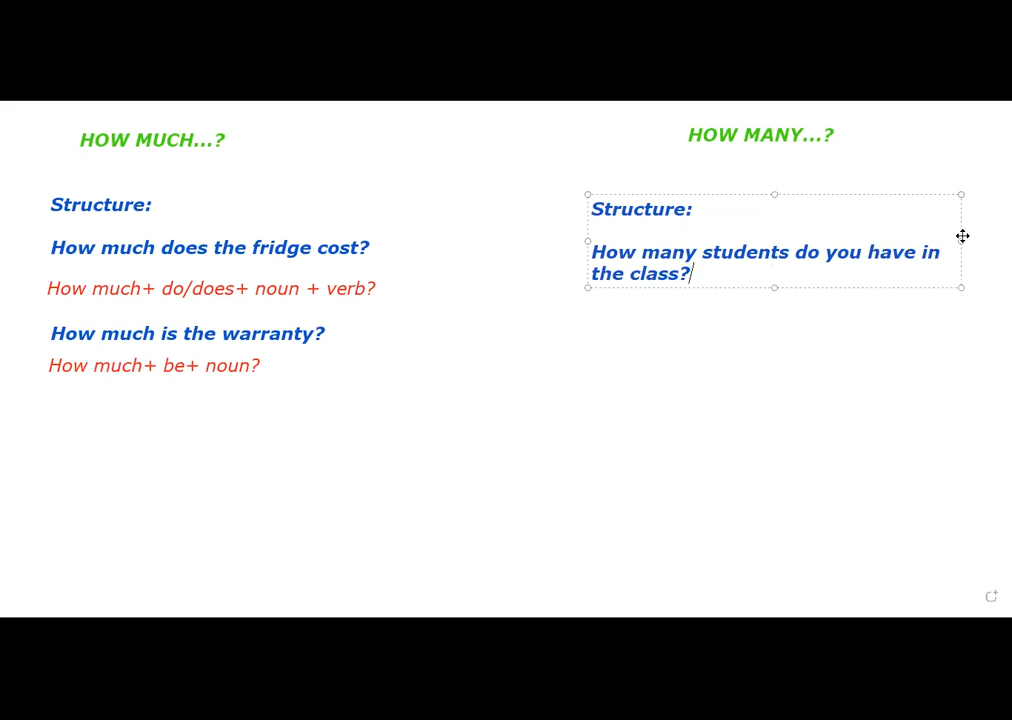 HOW MUCH...?
Structure:
How much does the fridge cost?
How much+ do/does+ noun + verb?
How much is the warranty?
How much+ be+ noun?
HOW MANY...?
Structure:
How many students do you have in
the class?